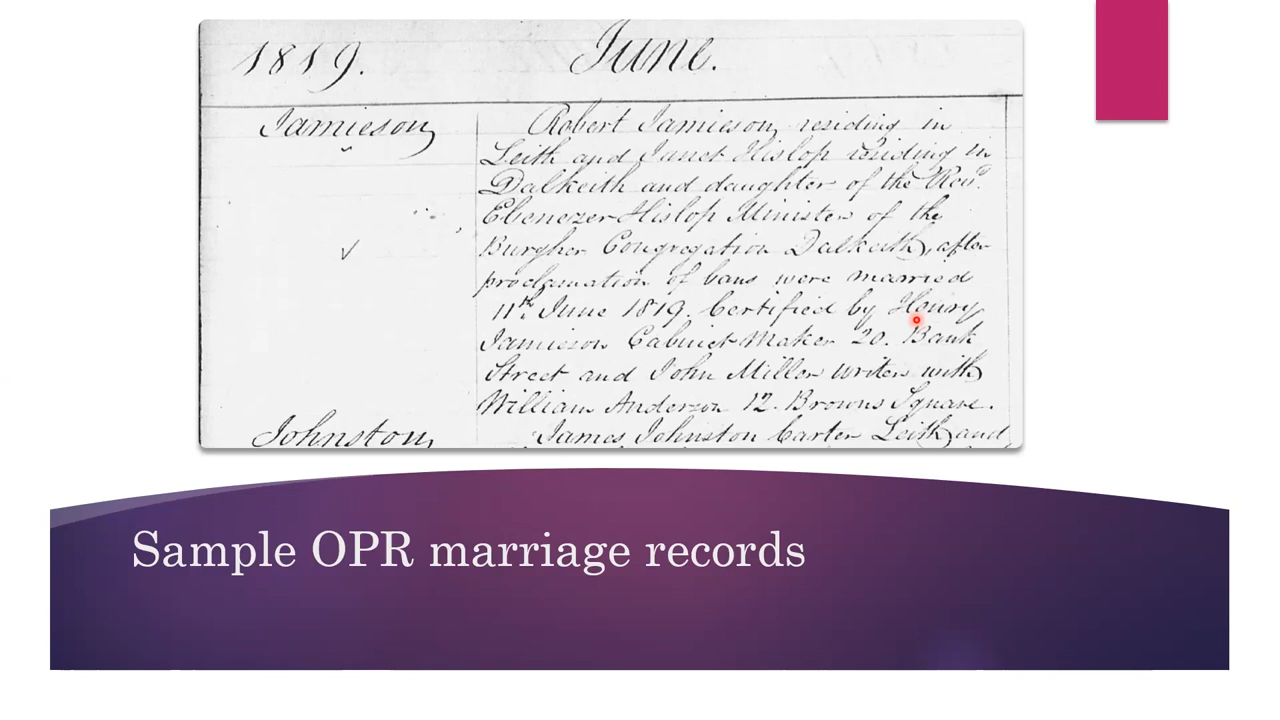 1819. June.
Jamieson
Robert Jamieson residing in
Leith and Janet Hislop residing in
Dalkeith and daughter of the Revd.
Ebenezer Hislop Minister of the
Burgher Congregation Dalkeith, after
proclamation of bans were married
11th. June 1819. Certified by Henry
Jamieson Cabinet Maker 20. Bank
Street and John Miller writer with
William Anderson 12. Browns Square.
Johnston James Johnston Carter Leith and
Sample OPR marriage records